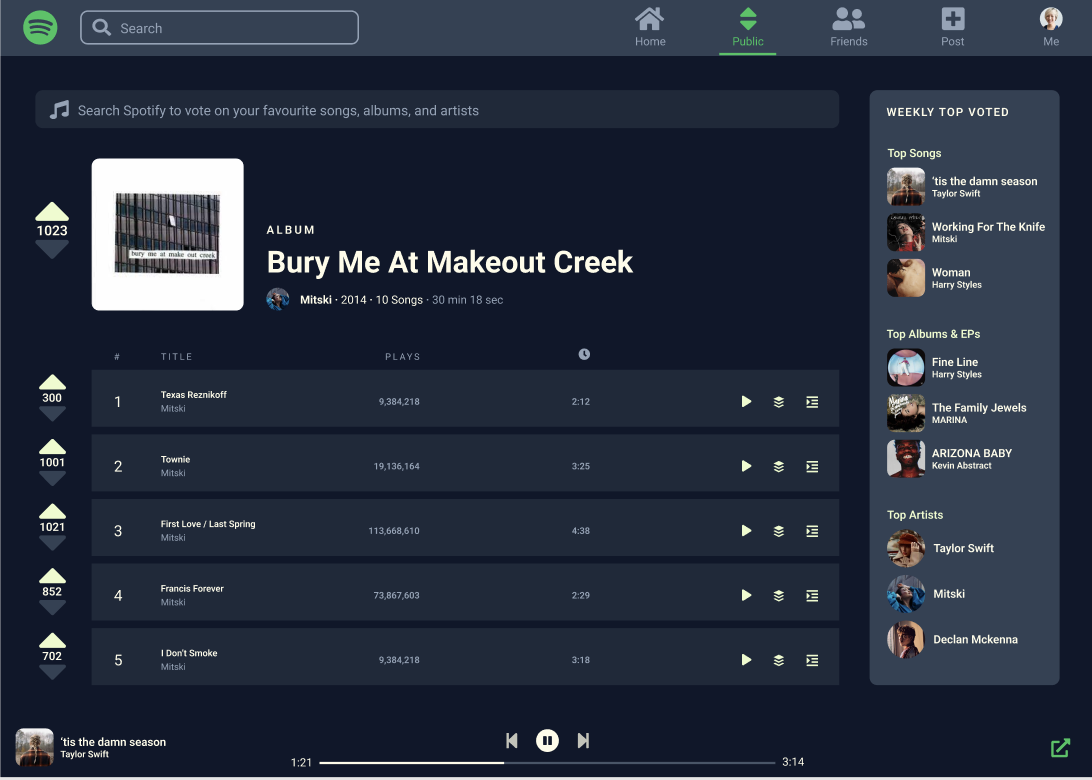 Search
Home
Public
Friends
Post
Me
Search Spotify to vote on your favourite songs, albums, and artists
1023
bury me at make out creek
ALBUM
Bury Me At Makeout Creek
Mitski · 2014 · 10 Songs · 30 min 18 sec
# TITLE PLAYS
300
1 Texas Reznikoff 9,384,218 2:12
Mitski
1001
2 Townie 19,136,164 3:25
Mitski
1021
3 First Love / Last Spring 113,668,610 4:38
Mitski
852
4 Francis Forever 73,867,603 2:29
Mitski
702
5 I Don't Smoke 9,384,218 3:18
Mitski
WEEKLY TOP VOTED
Top Songs
‘tis the damn season
Taylor Swift
Working For The Knife
Mitski
Woman
Harry Styles
Top Albums & EPs
Fine Line
Harry Styles
The Family Jewels
MARINA
ARIZONA BABY
Kevin Abstract
Top Artists
Taylor Swift
Mitski
Declan Mckenna
‘tis the damn season
Taylor Swift
1:21
3:14